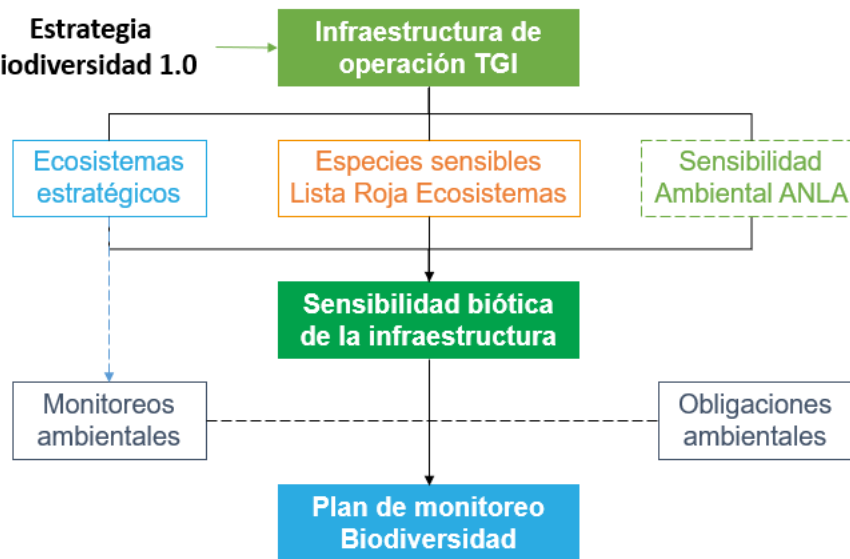 Estrategia
iodiversidad 1.0
Infraestructura de
operación TGI
Ecosistemas
estratégicos
Especies sensibles
Lista Roja Ecosistemas
Sensibilidad
Ambiental ANLA
Sensibilidad biótica
de la infraestructura
Monitoreos
ambientales
Obligaciones
ambientales
Plan de monitoreo
Biodiversidad